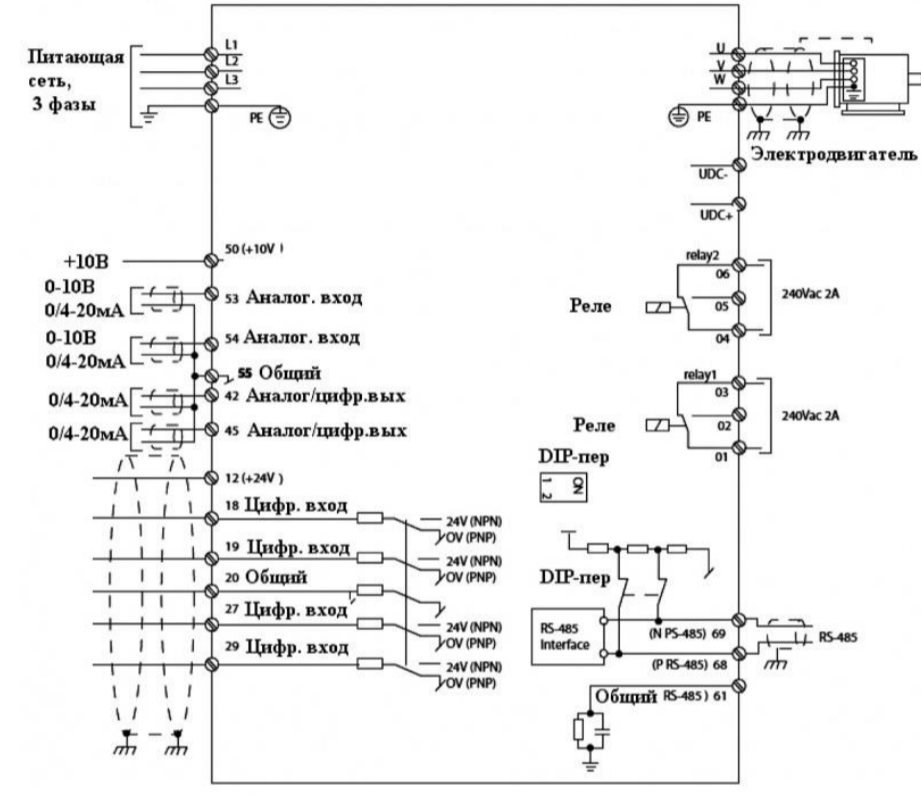 Питающая
сеть,
3 фазы
L1
L2
L3
PE
U
V
W
PE
Электродвигатель
UDC-
UDC+
+10В
50 (+10V )
0-10В
0/4-20мА
53 Аналог. вход
0-10В
0/4-20мА
54 Аналог. вход
55 Общий
0/4-20мА
42 Аналог/цифр.вых
0/4-20мА
45 Аналог/цифр.вых
relay2
06
05
04
Реле
240Vac 2A
relay1
03
02
01
Реле
240Vac 2A
DIP-пер
ON
1 2
12 (+24V )
18 Цифр. вход
24V (NPN)
0V (PNP)
19 Цифр. вход
24V (NPN)
0V (PNP)
20 Общий
27 Цифр. вход
24V (NPN)
0V (PNP)
29 Цифр. вход
24V (NPN)
0V (PNP)
DIP-пер
RS-485
Interface
(N PS-485) 69
RS-485
(P RS-485) 68
Общий RS-485 ) 61